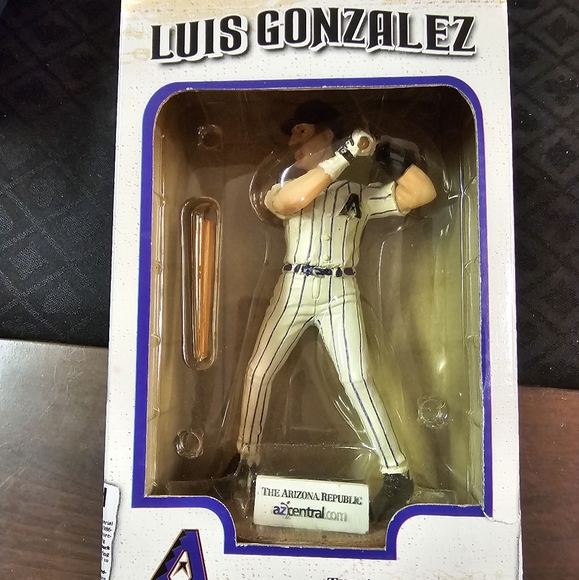 LUIS GONZALEZ
A
THE ARIZONA REPUBLIC
azcentral.com